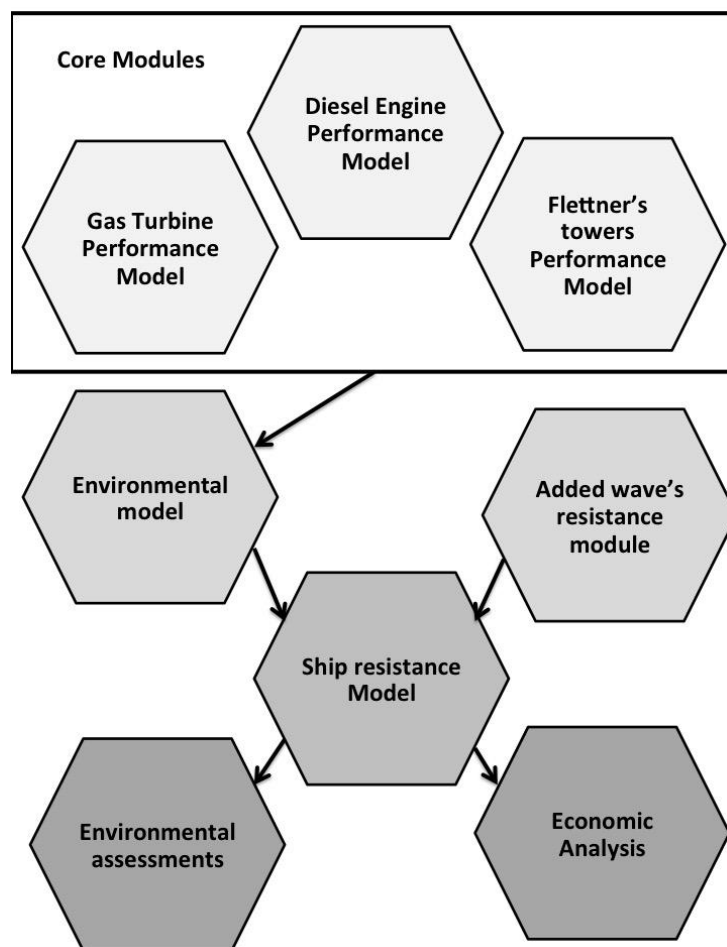 Core Modules
Diesel Engine
Performance
Model
Gas Turbine
Performance
Model
Flettner’s
towers
Performance
Model
Environmental
model
Added wave’s
resistance
module
Ship resistance
Model
Environmental
assessments
Economic
Analysis